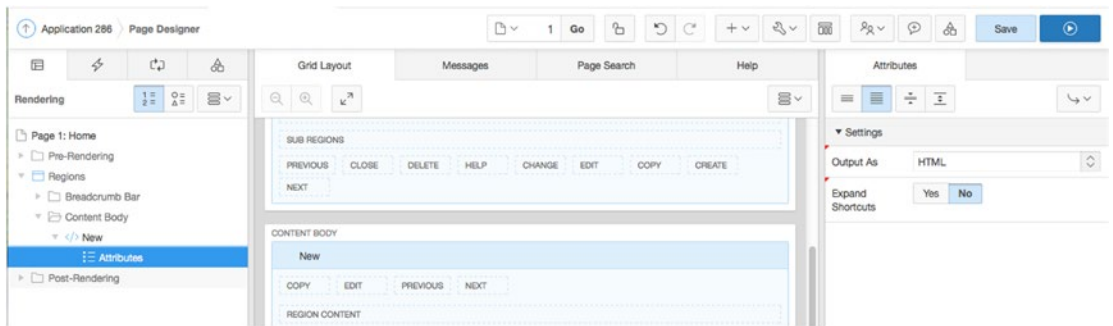 Application 286 Page Designer 1 Go Save
Grid Layout Messages Page Search Help Attributes
Rendering
Page 1: Home
Pre-Rendering
Regions
Breadcrumb Bar
Content Body
New
Attributes
Post-Rendering
SUB REGIONS
PREVIOUS CLOSE DELETE HELP CHANGE EDIT COPY CREATE
NEXT
CONTENT BODY
New
COPY EDIT PREVIOUS NEXT
REGION CONTENT
Settings
Output As HTML
Expand Shortcuts Yes No